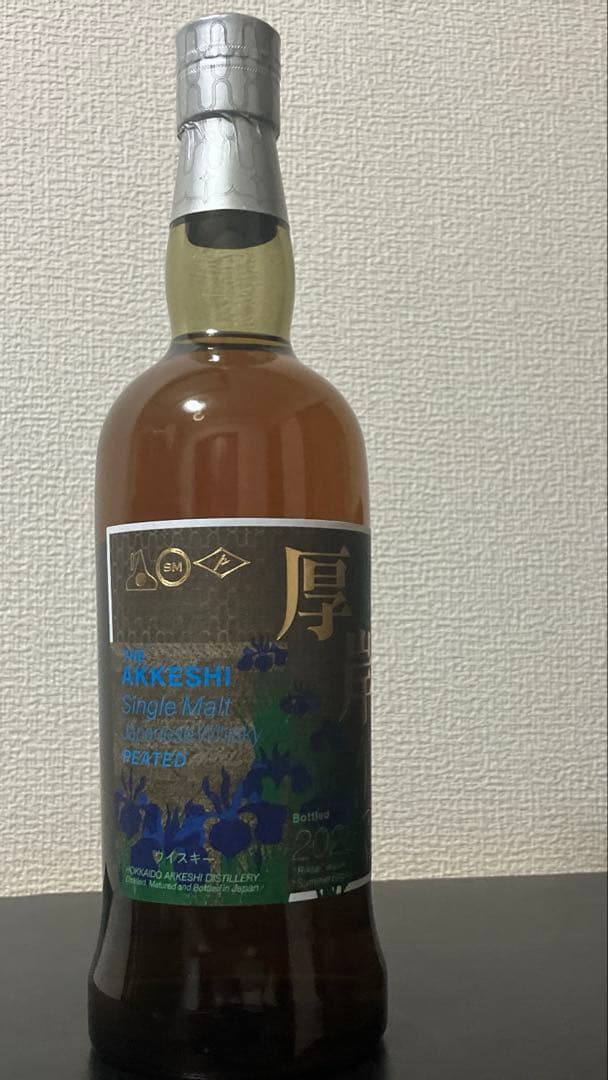 SM
厚
岸
THE
AKKESHI
Single Malt
Japanese Whisky
PEATED
Bottled
ウイスキー
HOKKAIDO AKKESHI DISTILLERY
Distilled, Matured and Bottled in Japan